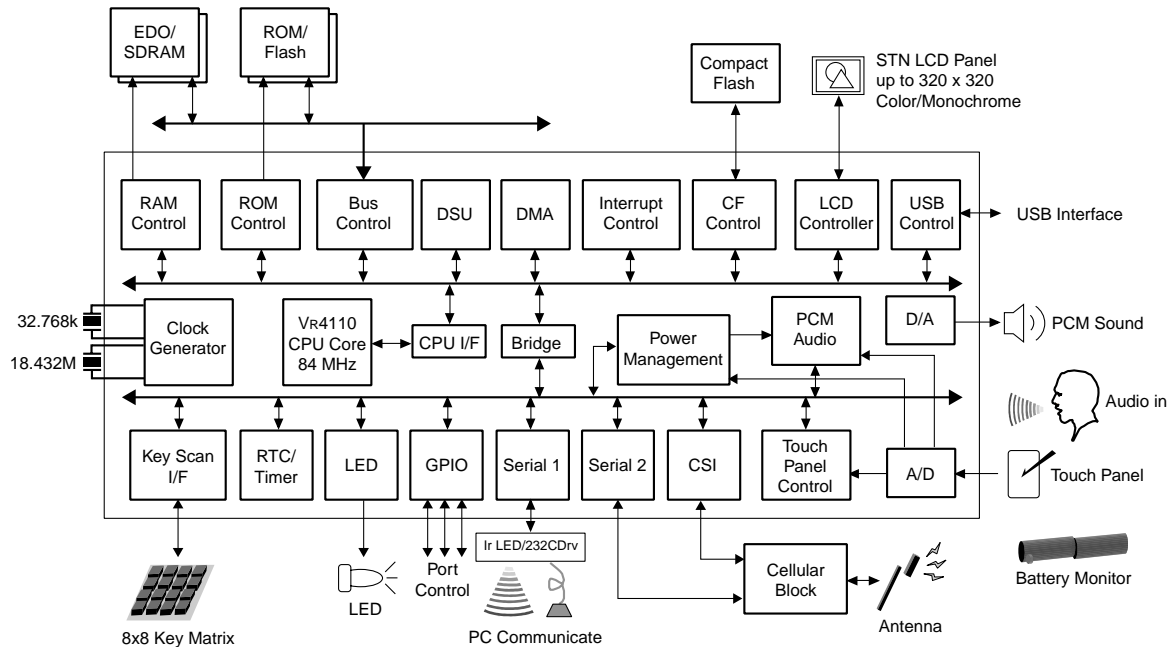 EDO/
SDRAM
ROM/
Flash
Compact
Flash
STN LCD Panel
up to 320 x 320
Color/Monochrome
RAM
Control
ROM
Control
Bus
Control
DSU
DMA
Interrupt
Control
CF
Control
LCD
Controller
USB
Control
USB Interface
32.768k
18.432M
Clock
Generator
VR4110
CPU Core
84 MHz
CPU I/F
Bridge
Power
Management
PCM
Audio
D/A
PCM Sound
Audio in
Key Scan
I/F
RTC/
Timer
LED
GPIO
Serial 1
Serial 2
CSI
Touch
Panel
Control
A/D
Touch Panel
Ir LED/232CDrv
Port
Control
LED
Cellular
Block
Battery Monitor
8x8 Key Matrix
PC Communicate
Antenna